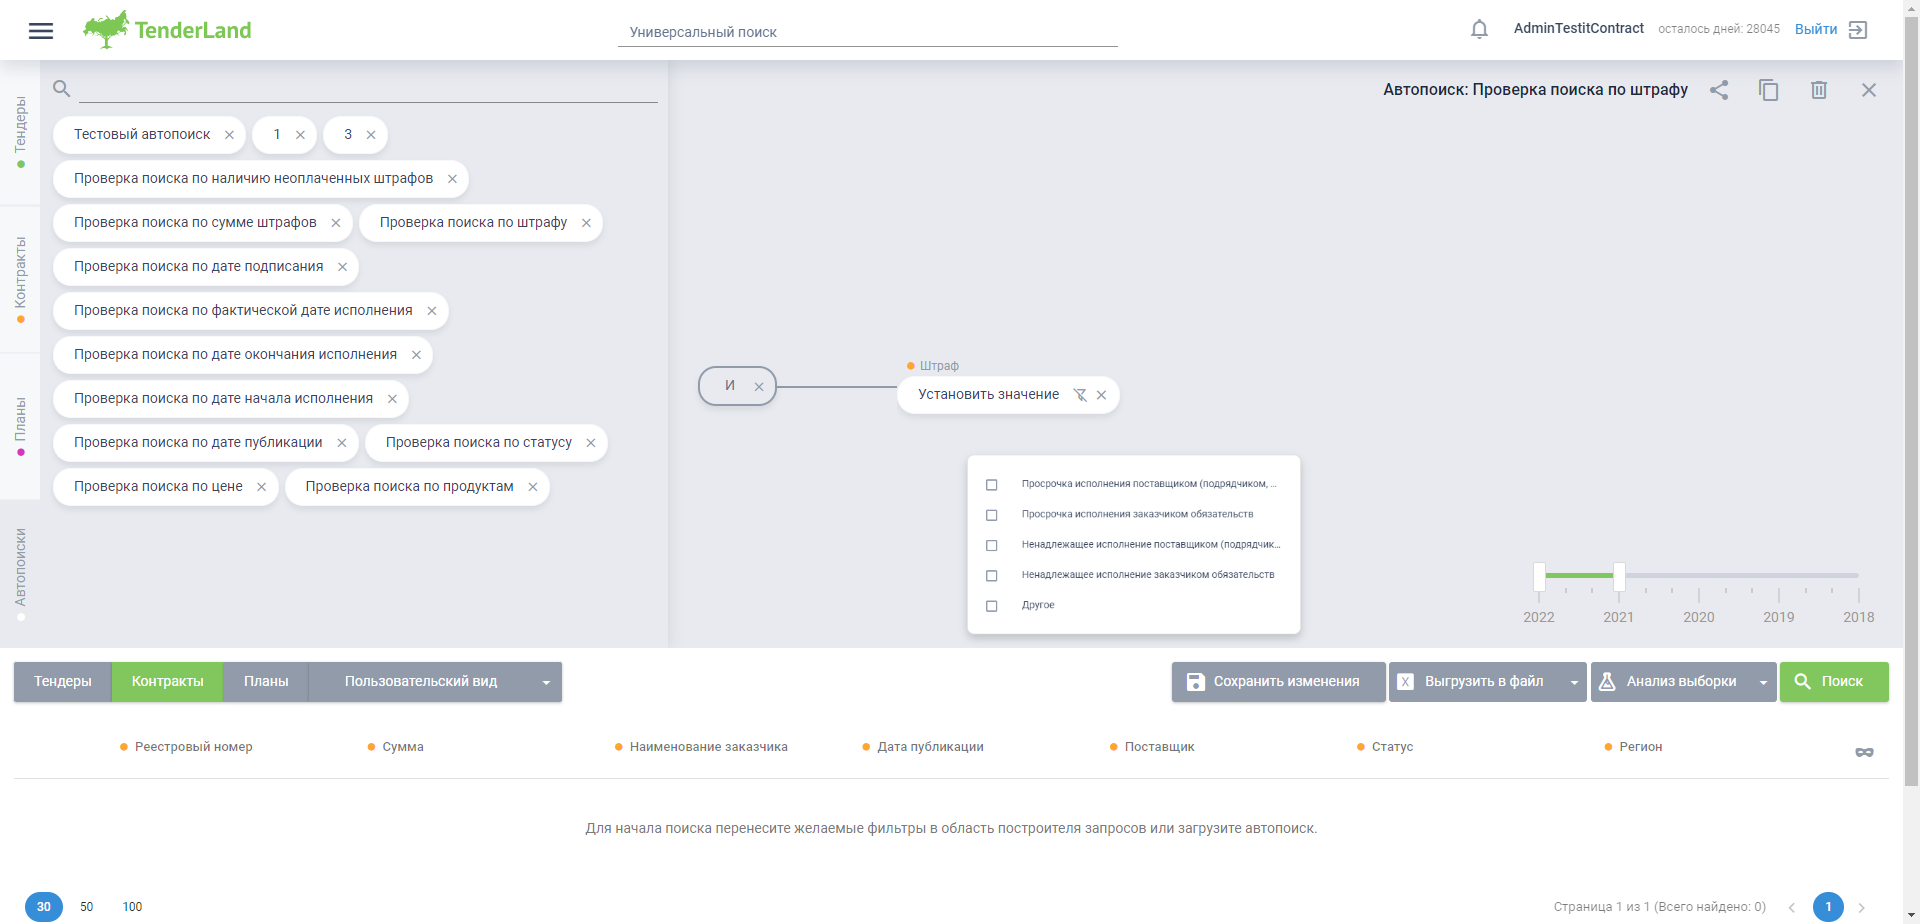 TenderLand
Универсальный поиск
AdminTestitContract
осталось дней: 28045
Выйти
Тендеры
Контракты
Планы
Автопоиски
Тестовый автопоиск
1
3
Проверка поиска по наличию неоплаченных штрафов
Проверка поиска по сумме штрафов
Проверка поиска по штрафу
Проверка поиска по дате подписания
Проверка поиска по фактической дате исполнения
Проверка поиска по дате окончания исполнения
Проверка поиска по дате начала исполнения
Проверка поиска по дате публикации
Проверка поиска по статусу
Проверка поиска по цене
Проверка поиска по продуктам
Автопоиск: Проверка поиска по штрафу
И
Штраф
Установить значение
Просрочка исполнения поставщиком (подрядчиком, ...
Просрочка исполнения заказчиком обязательств
Ненадлежащее исполнение поставщиком (подрядчик...
Ненадлежащее исполнение заказчиком обязательств
Другое
2022 2021 2020 2019 2018
Тендеры
Контракты
Планы
Пользовательский вид
Сохранить изменения
X Выгрузить в файл
Анализ выборки
Поиск
Реестровый номер
Сумма
Наименование заказчика
Дата публикации
Поставщик
Статус
Регион
Для начала поиска перенесите желаемые фильтры в область построителя запросов или загрузите автопоиск.
30 50 100
Страница 1 из 1 (Всего найдено: 0)
1